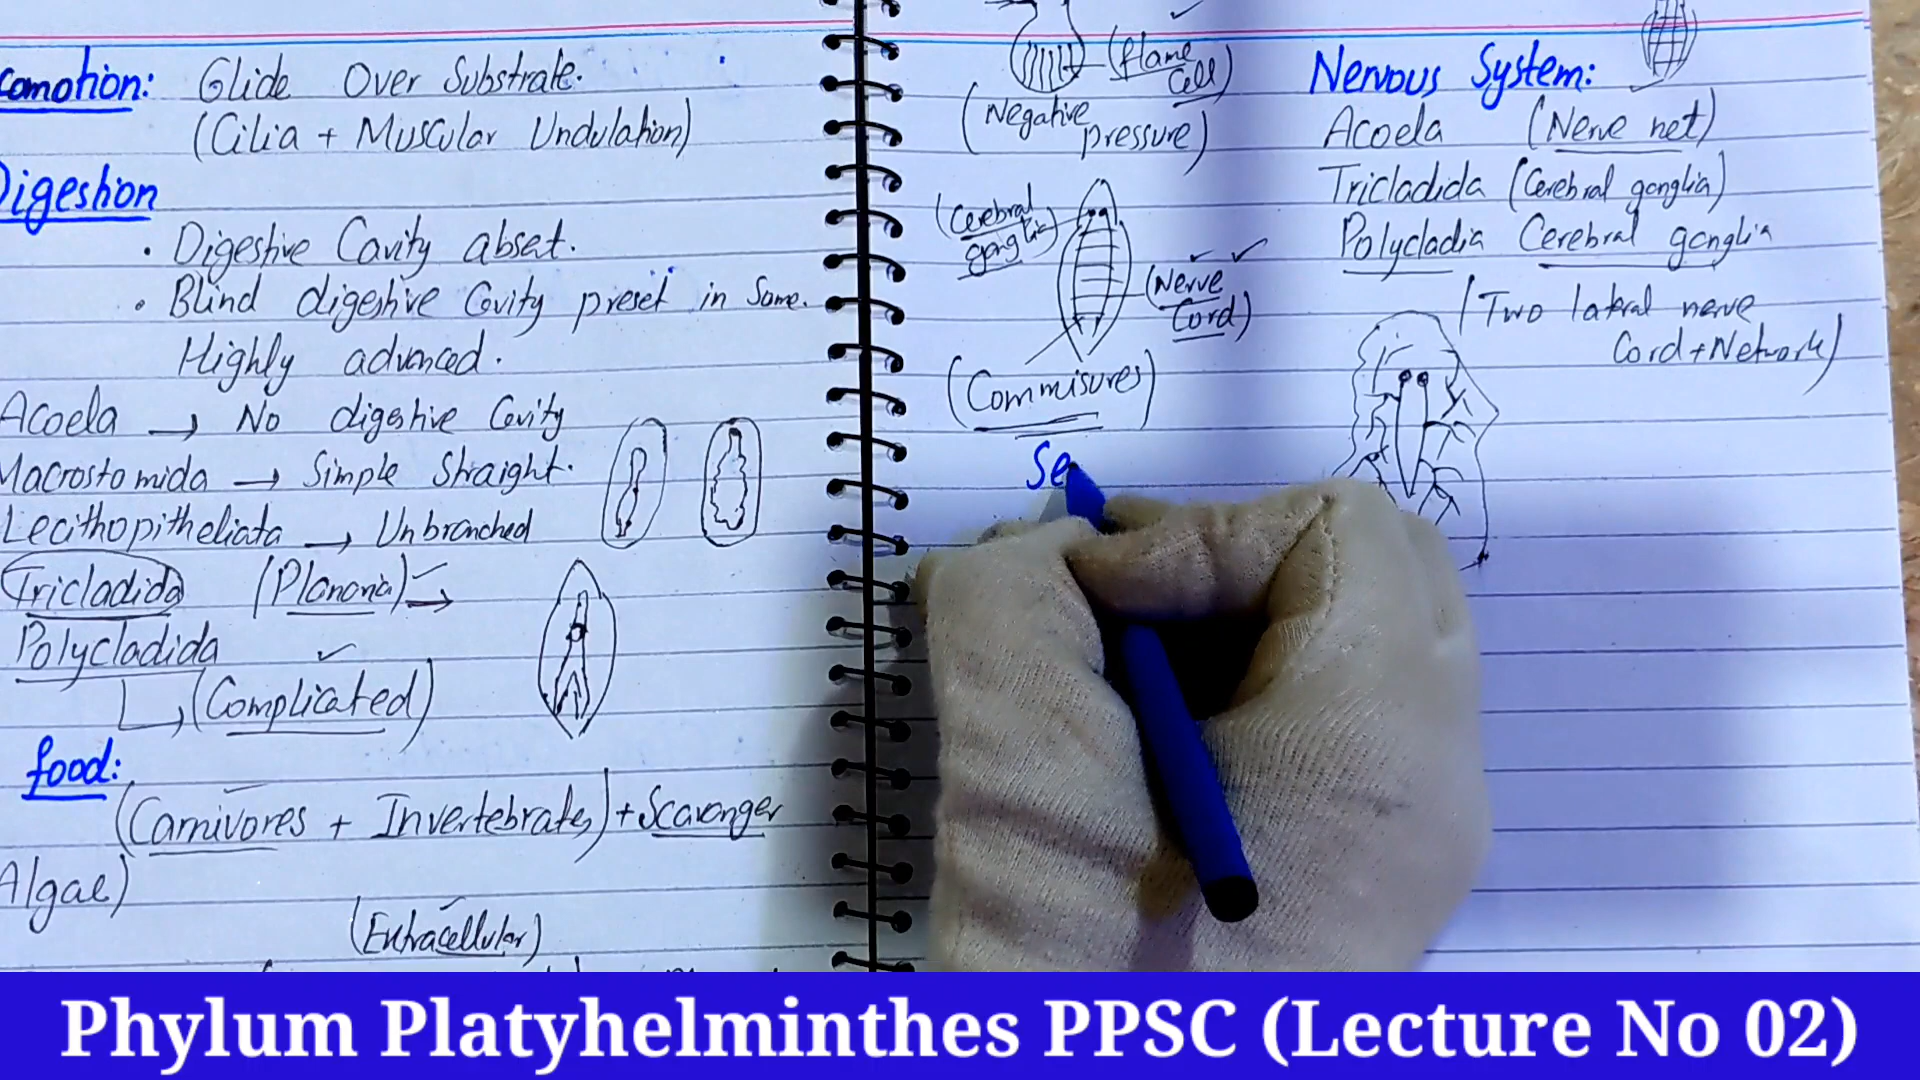 comotion: Glide Over Substrate.
(Cilia + Muscular Undulation)
Digestion
• Digestive Cavity abset.
• Blind digestive Cavity preset in Some.
Highly advanced.
Acoela → No digestive Cavity
Macrostomida → Simple Straight.
Lecithopitheliata → Unbranched
Tricladida (Planaria) →
Polycladida
(Complicated)
food:
(Carnivores + Invertebrates) + Scavanger
Algae)
(Extracellular)
(flame
Cell)
(Negative
pressure)
(Cerebral
ganglia)
(Nerve
Cord)
(Commisures)
Se
Nervous System:
Acoela (Nerve net)
Tricladida (Cerebral ganglia)
Polycladia Cerebral ganglia
(Two lateral nerve
Cord + Network)
Phylum Platyhelminthes PPSC (Lecture No 02)